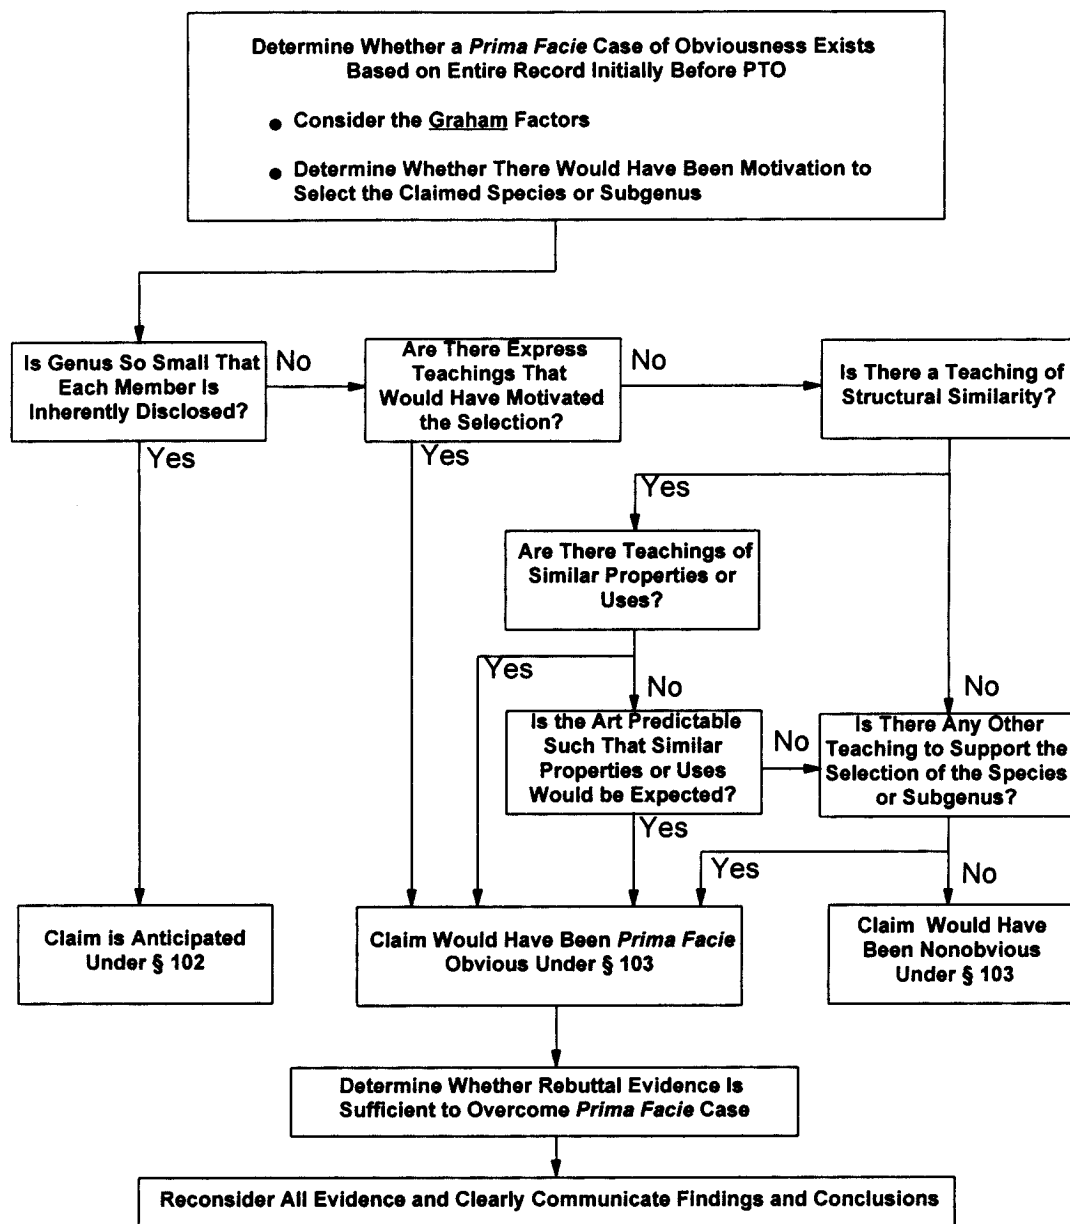 Determine Whether a Prima Facie Case of Obviousness Exists
Based on Entire Record Initially Before PTO
● Consider the Graham Factors
● Determine Whether There Would Have Been Motivation to
Select the Claimed Species or Subgenus
Is Genus So Small That
Each Member Is
Inherently Disclosed?
No
Are There Express
Teachings That
Would Have Motivated
the Selection?
No
Is There a Teaching of
Structural Similarity?
Yes
Yes
Yes
Are There Teachings of
Similar Properties or
Uses?
Yes
No
No
Is the Art Predictable
Such That Similar
Properties or Uses
Would be Expected?
No
Is There Any Other
Teaching to Support the
Selection of the Species
or Subgenus?
Yes
Yes
No
Claim is Anticipated
Under § 102
Claim Would Have Been Prima Facie
Obvious Under § 103
Claim Would Have
Been Nonobvious
Under § 103
Determine Whether Rebuttal Evidence Is
Sufficient to Overcome Prima Facie Case
Reconsider All Evidence and Clearly Communicate Findings and Conclusions